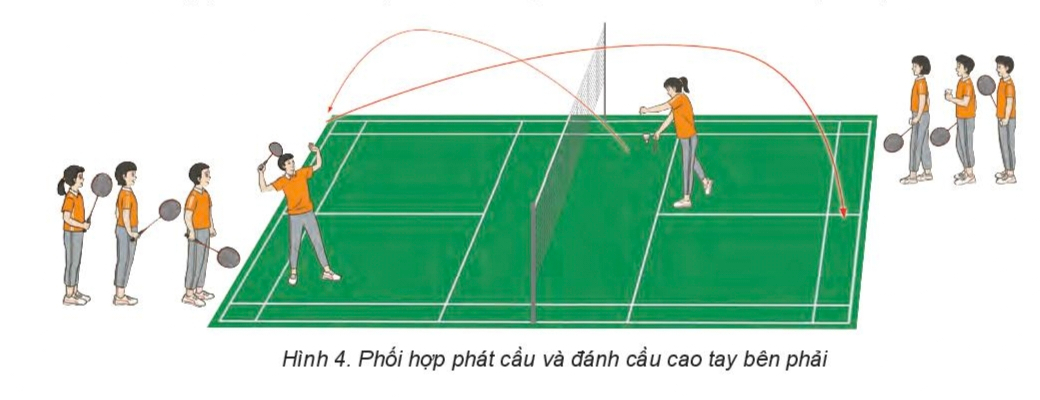 Hình 4. Phối hợp phát cầu và đánh cầu cao tay bên phải